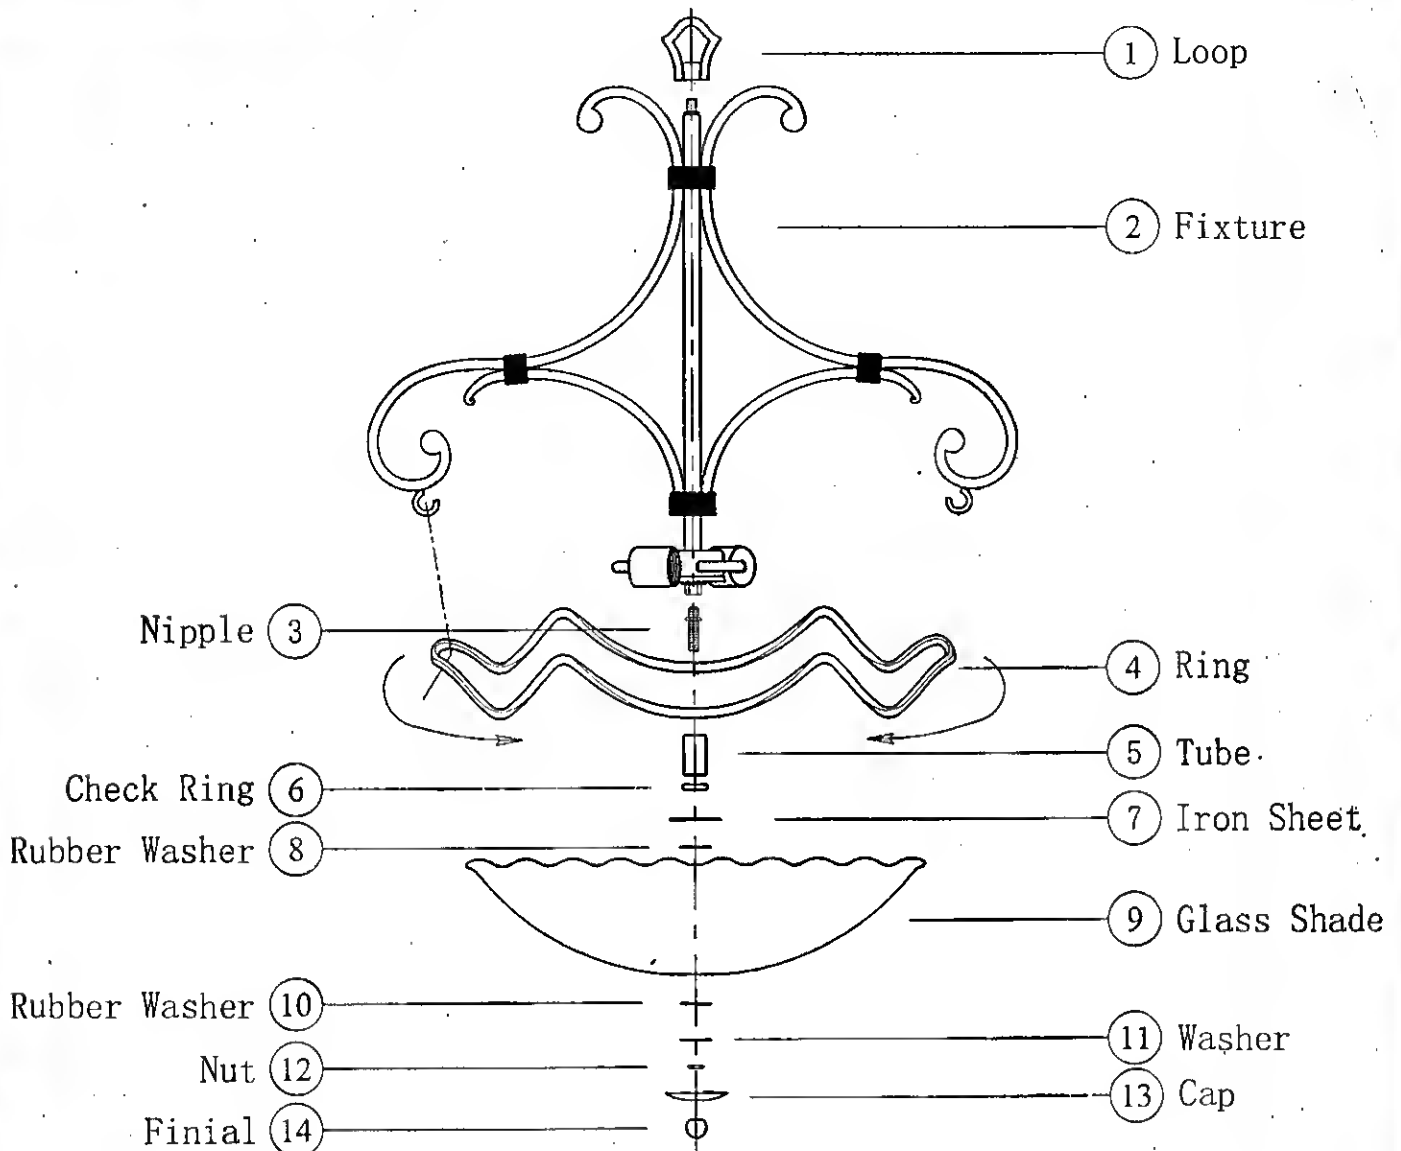 1 Loop
2 Fixture
Nipple 3
4 Ring
5 Tube
Check Ring 6
7 Iron Sheet
Rubber Washer 8
9 Glass Shade
Rubber Washer 10
11 Washer
Nut 12
13 Cap
Finial 14